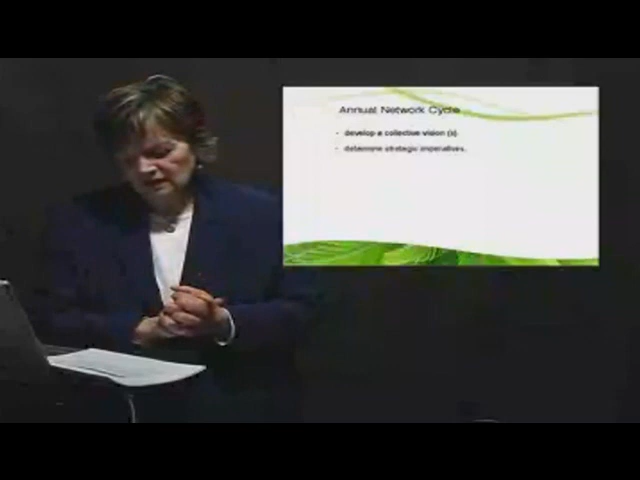 Annual Network Cycle
- develop a collective vision (s).
- determine strategic imperatives.